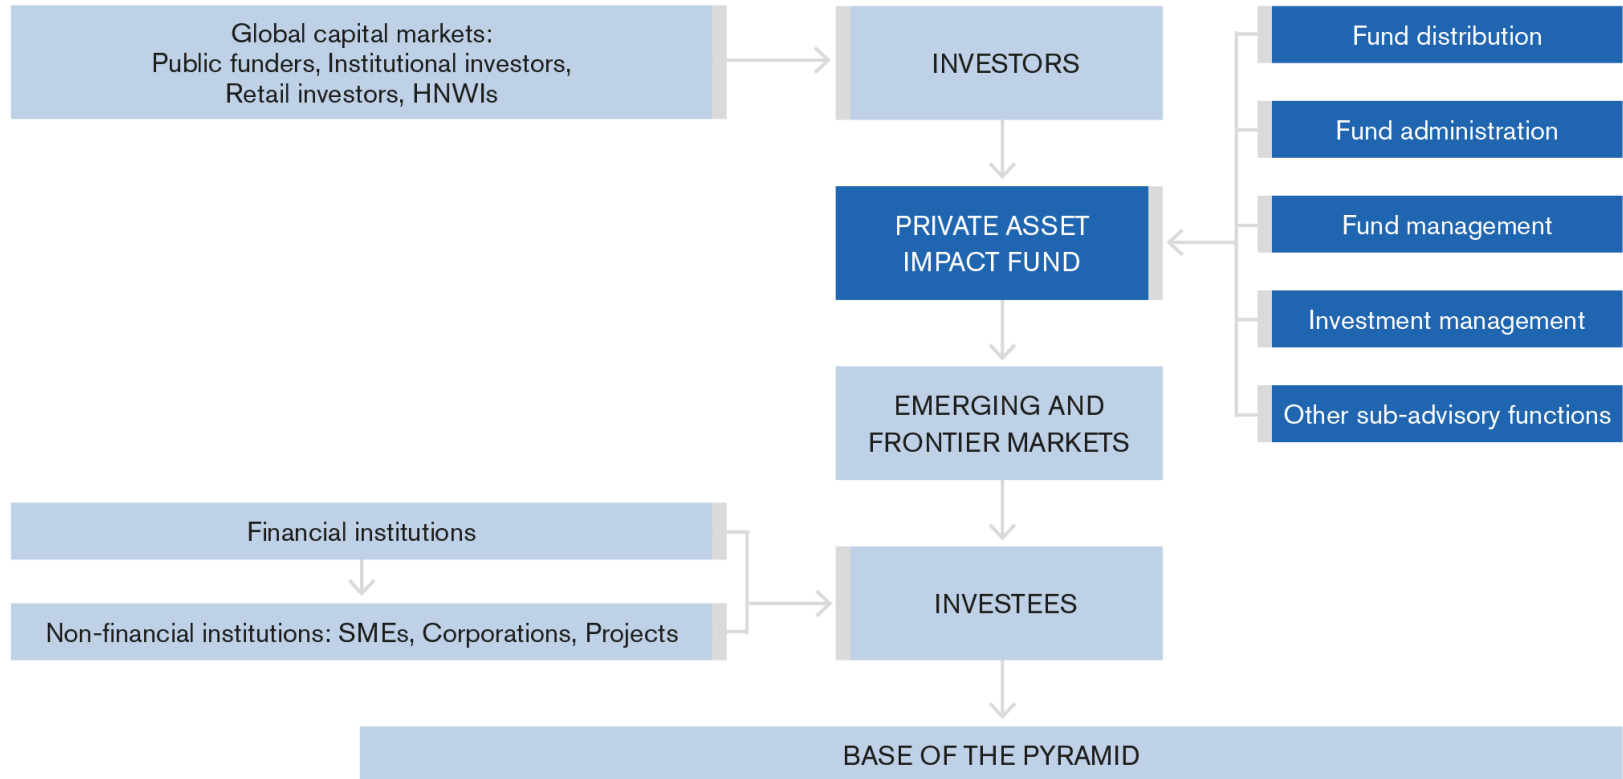 Global capital markets:
Public funders, Institutional investors,
Retail investors, HNWIs
INVESTORS
Fund distribution
Fund administration
PRIVATE ASSET
IMPACT FUND
Fund management
Investment management
EMERGING AND
FRONTIER MARKETS
Other sub-advisory functions
Financial institutions
Non-financial institutions: SMEs, Corporations, Projects
INVESTEES
BASE OF THE PYRAMID